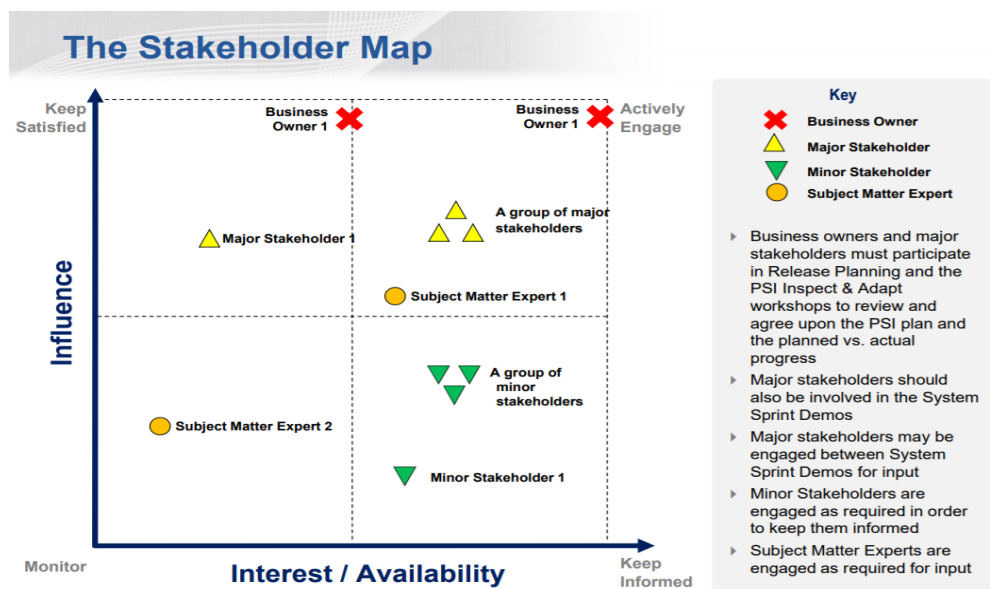 The Stakeholder Map
Keep
Satisfied
Business
Owner 1
Business
Owner 1
Actively
Engage
Major Stakeholder 1
A group of major
stakeholders
Subject Matter Expert 1
Influence
A group of
minor
stakeholders
Subject Matter Expert 2
Minor Stakeholder 1
Monitor
Interest / Availability
Keep
Informed
Key
Business Owner
Major Stakeholder
Minor Stakeholder
Subject Matter Expert
Business owners and major
stakeholders must participate
in Release Planning and the
PSI Inspect & Adapt
workshops to review and
agree upon the PSI plan and
the planned vs. actual
progress
Major stakeholders should
also be involved in the System
Sprint Demos
Major stakeholders may be
engaged between System
Sprint Demos for input
Minor Stakeholders are
engaged as required in order
to keep them informed
Subject Matter Experts are
engaged as required for input